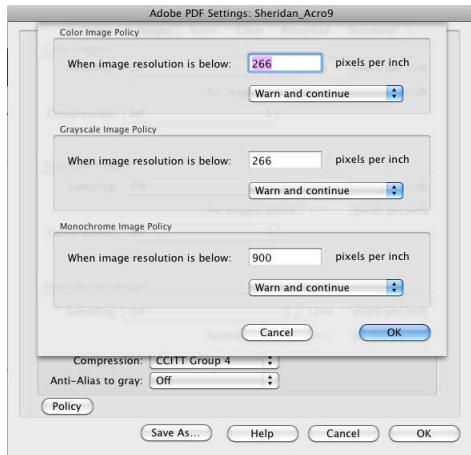 Adobe PDF Settings: Sheridan_Acro9
Color Image Policy
When image resolution is below: 266 pixels per inch
Warn and continue
Grayscale Image Policy
When image resolution is below: 266 pixels per inch
Warn and continue
Monochrome Image Policy
When image resolution is below: 900 pixels per inch
Warn and continue
Cancel OK
Compression: CCITT Group 4
Anti-Alias to gray: Off
Policy
Save As... Help Cancel OK